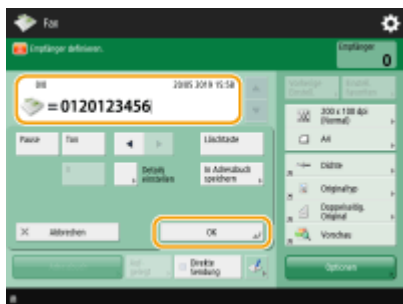 Fax
Empfänger definieren.
Empfänger
0
20/05 2019 15:50
=0120123456
Pause
Ton
Löschtaste
Details einstellen
In Adressbuch speichern
Abbrechen
OK
Direkte Sendung
200 x 100 dpi
(Normal)
A4
Dichte
Originaltyp
Doppelseitig. Original
Vorschau
Optionen